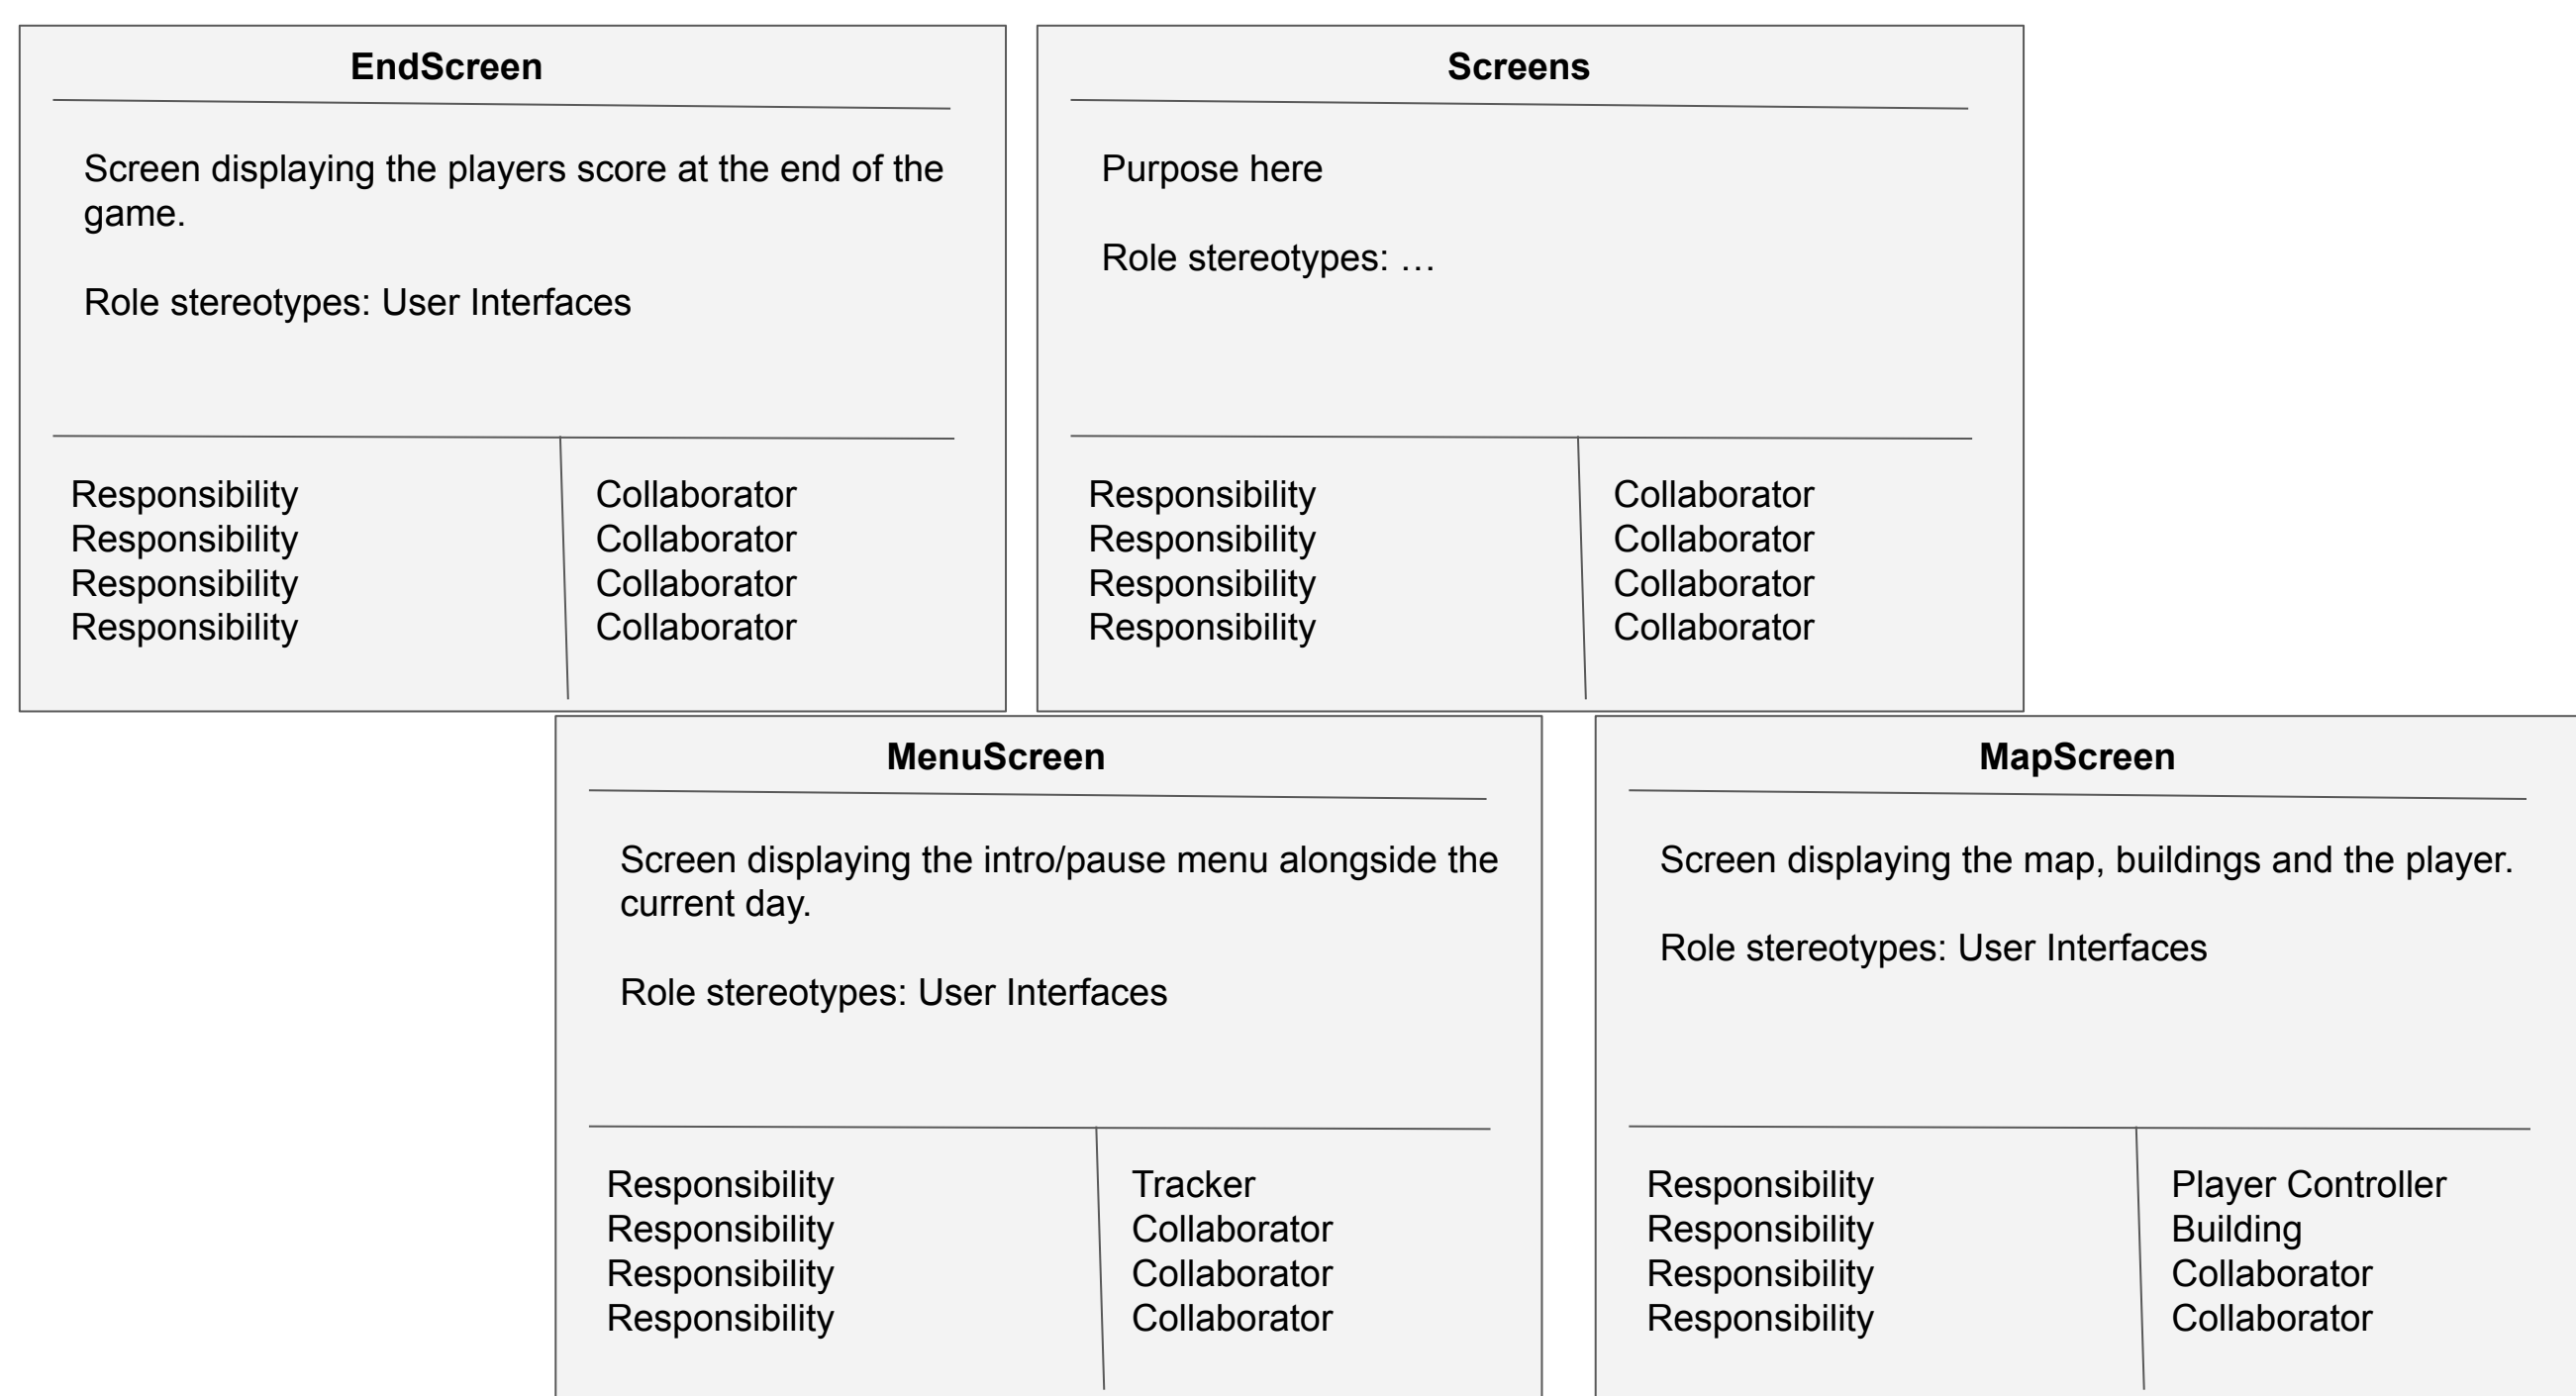 EndScreen
Screen displaying the players score at the end of the
game.
Role stereotypes: User Interfaces
Responsibility
Responsibility
Responsibility
Responsibility
Collaborator
Collaborator
Collaborator
Collaborator
Screens
Purpose here
Role stereotypes: …
Responsibility
Responsibility
Responsibility
Responsibility
Collaborator
Collaborator
Collaborator
Collaborator
MenuScreen
Screen displaying the intro/pause menu alongside the
current day.
Role stereotypes: User Interfaces
Responsibility
Responsibility
Responsibility
Responsibility
Tracker
Collaborator
Collaborator
Collaborator
MapScreen
Screen displaying the map, buildings and the player.
Role stereotypes: User Interfaces
Responsibility
Responsibility
Responsibility
Responsibility
Player Controller
Building
Collaborator
Collaborator